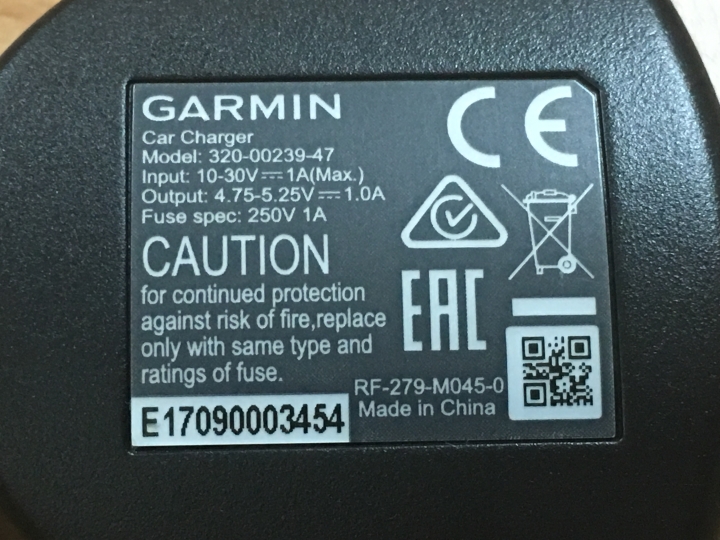 GARMIN
Car Charger
Model: 320-00239-47
Input: 10-30V⎓1A(Max.)
Output: 4.75-5.25V⎓1.0A
Fuse spec: 250V 1A
CE
CAUTION
for continued protection
against risk of fire,replace
only with same type and
ratings of fuse.
EAC
RF-279-M045-0
Made in China
E17090003454